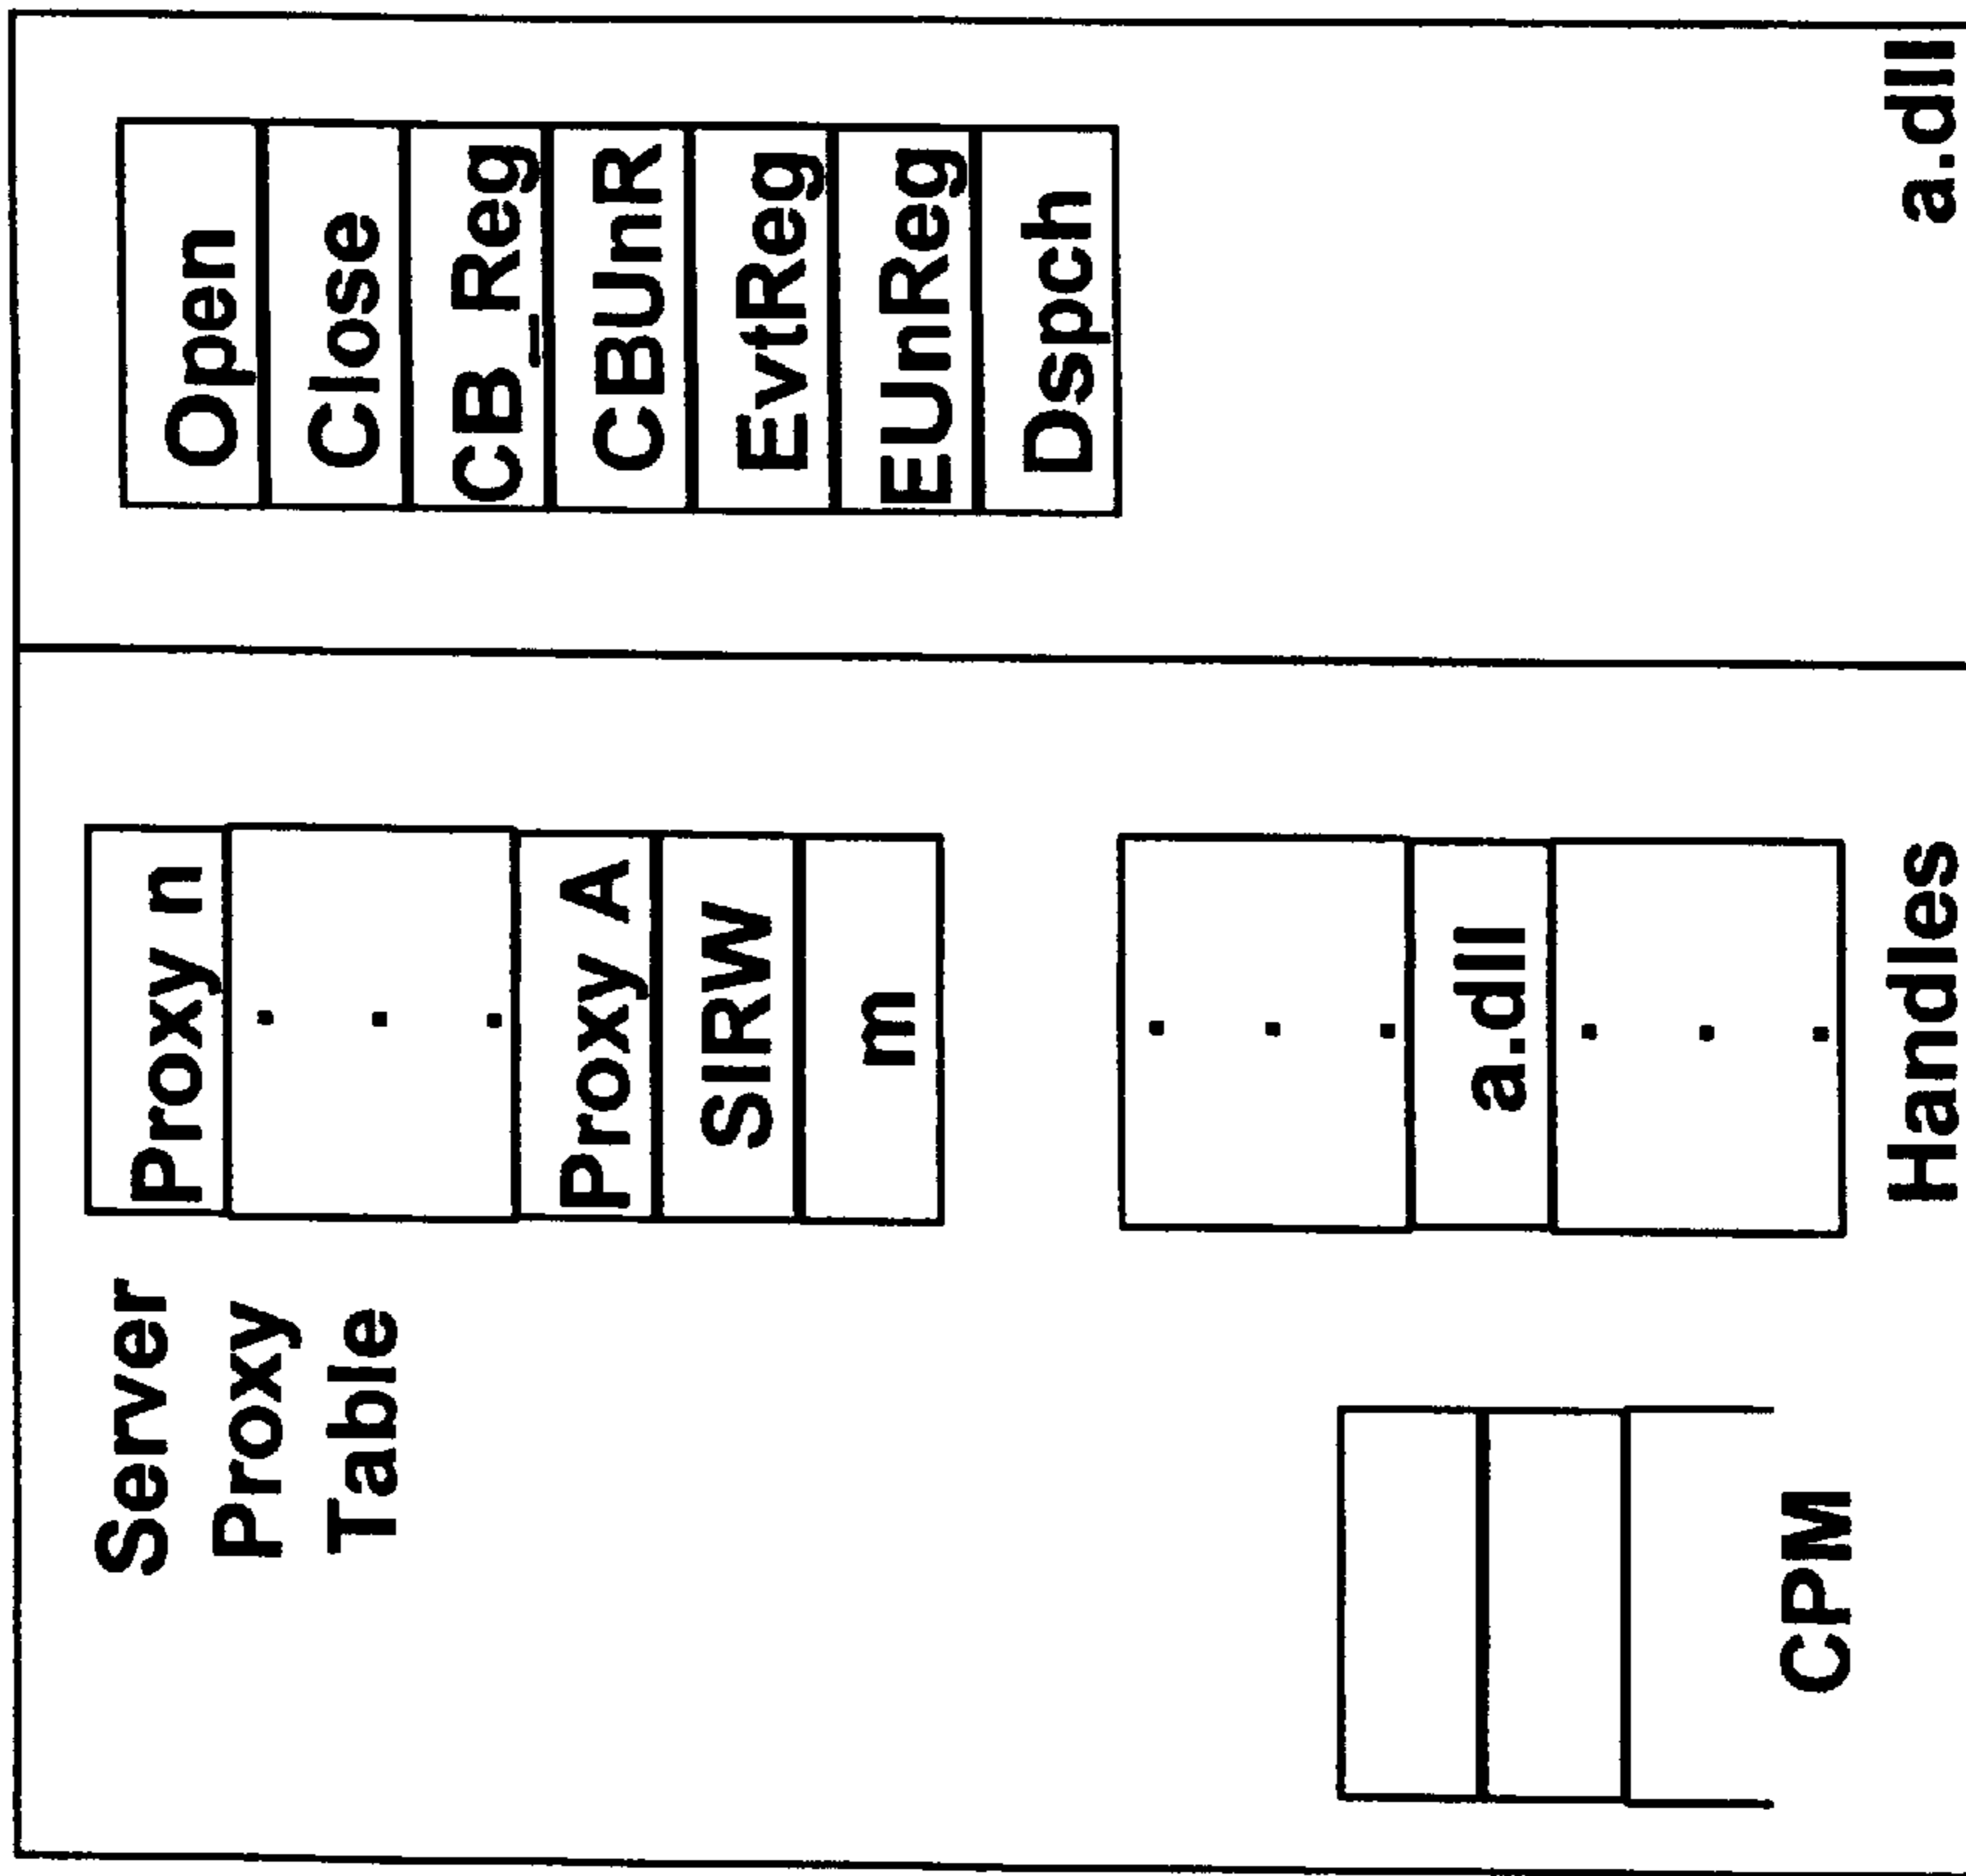 Server
Proxy
Table
Proxy n
.
.
.
Proxy A
SIRW
m
.
.
.
a.dll
.
.
.
Handles
CPM
Open
Close
CB_Reg
CBUnR
EvtReg
EUnReg
Dspch
a.dll